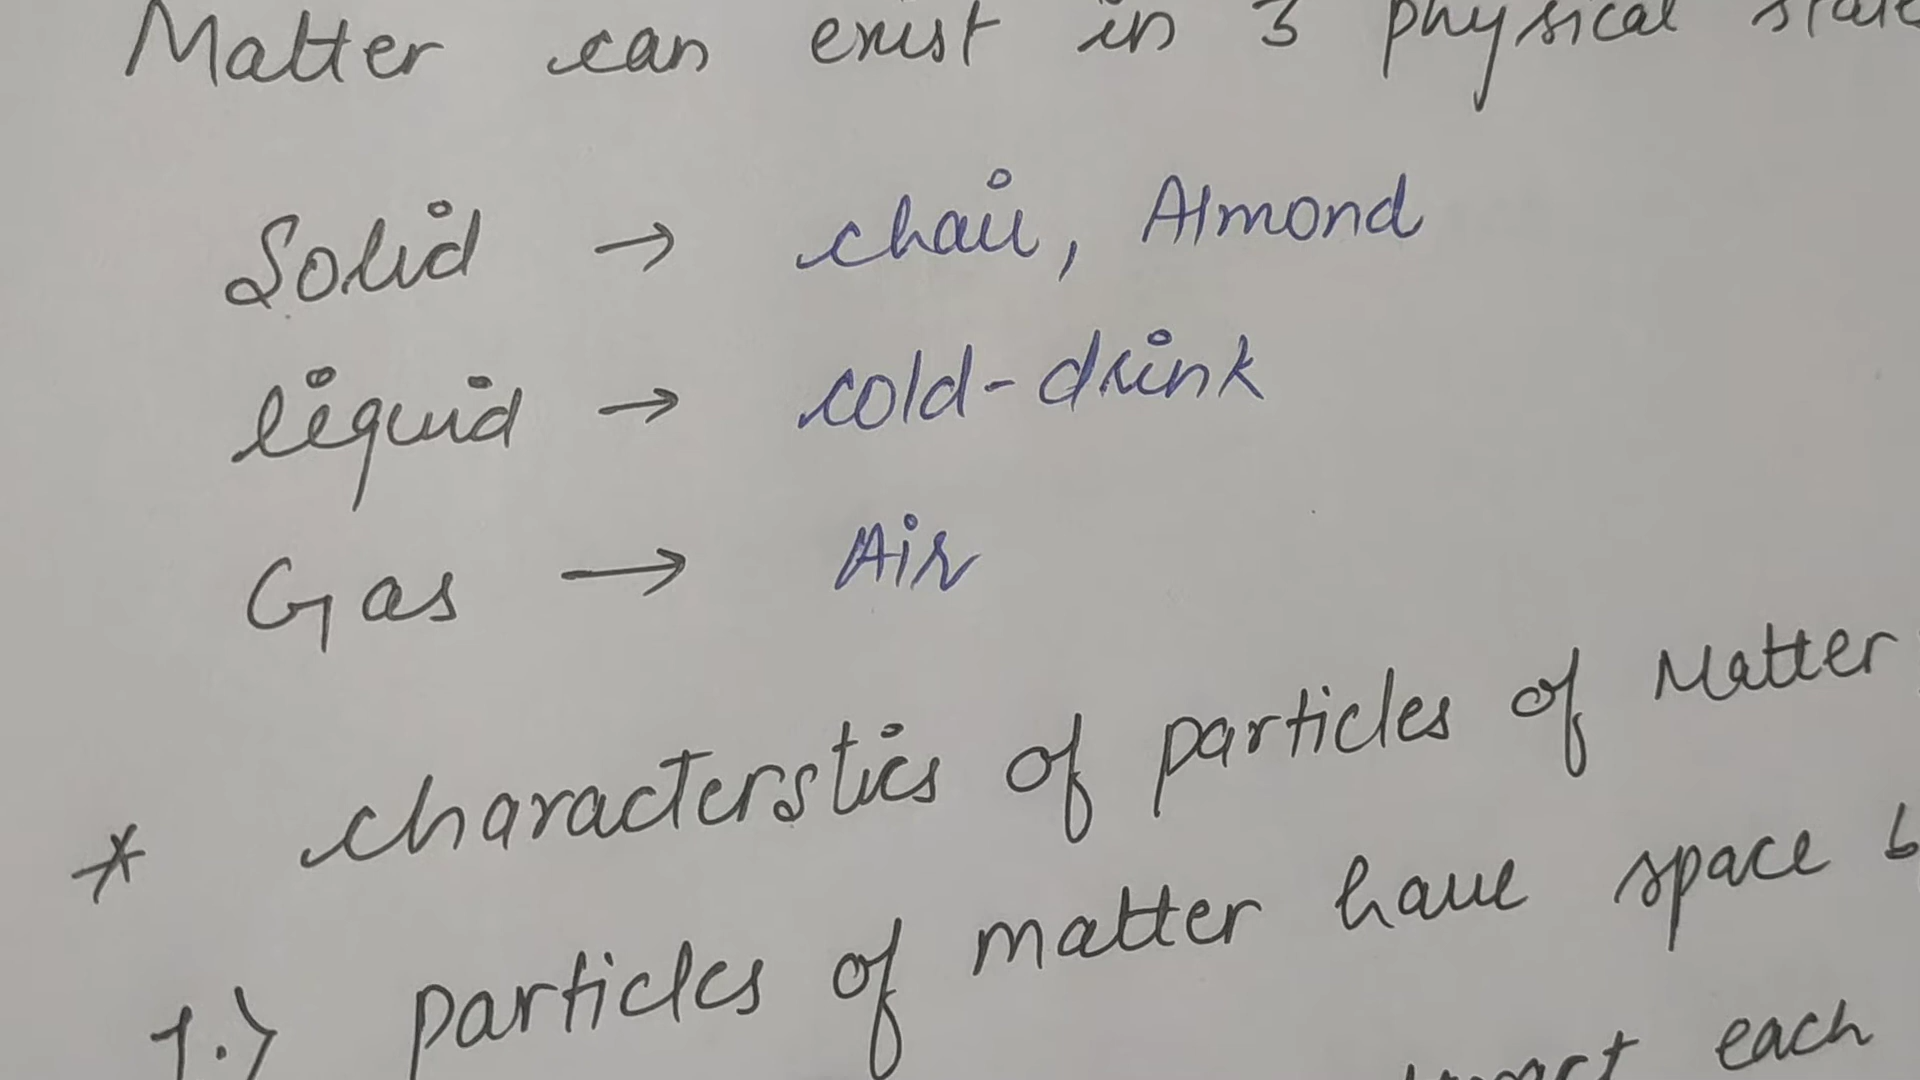 Matter can exist in 3 physical state
Solid → chair, Almond
liquid → cold-drink
Gas → Air
* characterstics of particles of Matter
1.) particles of matter have space b
each